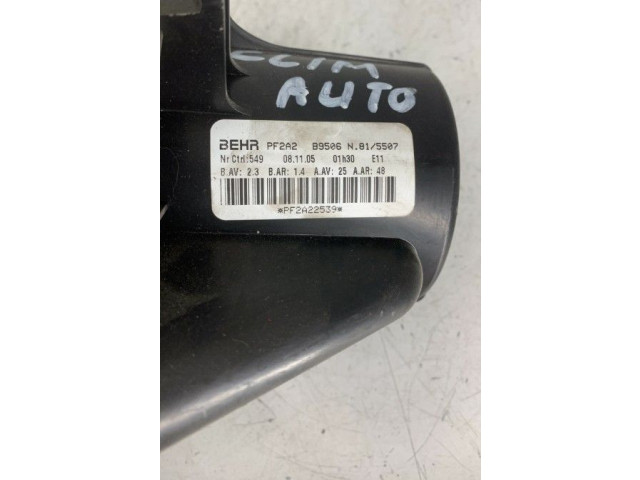 CLIM
AUTO
BEHR PF2A2 B9506 N.81/5507
Nr Ctrl:549 08.11.05 01h30 E11
B.AV: 2.3 B.AR: 1.4 A.AV: 25 A.AR: 48
*PF2A22539*